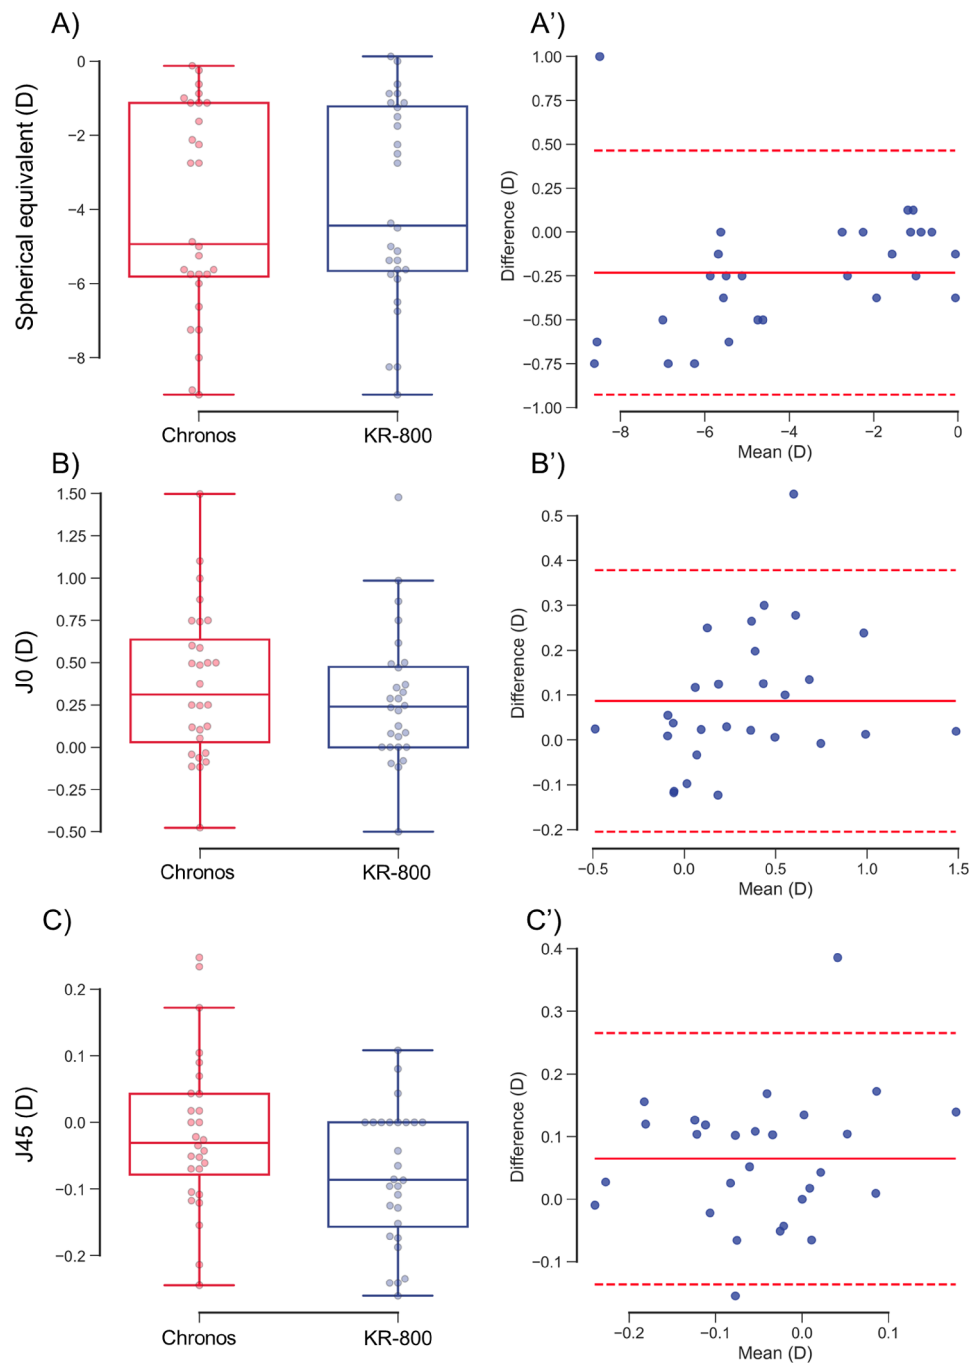 A)
Spherical equivalent (D)
0
−2
−4
−6
−8
Chronos
KR-800
A')
Difference (D)
1.00
0.75
0.50
0.25
0.00
−0.25
−0.50
−0.75
−1.00
−8
−6
−4
−2
0
Mean (D)
B)
J0 (D)
1.50
1.25
1.00
0.75
0.50
0.25
0.00
−0.25
−0.50
Chronos
KR-800
B')
Difference (D)
0.5
0.4
0.3
0.2
0.1
0.0
−0.1
−0.2
−0.5
0.0
0.5
1.0
1.5
Mean (D)
C)
J45 (D)
0.2
0.1
0.0
−0.1
−0.2
Chronos
KR-800
C')
Difference (D)
0.4
0.3
0.2
0.1
0.0
−0.1
−0.2
−0.1
0.0
0.1
Mean (D)